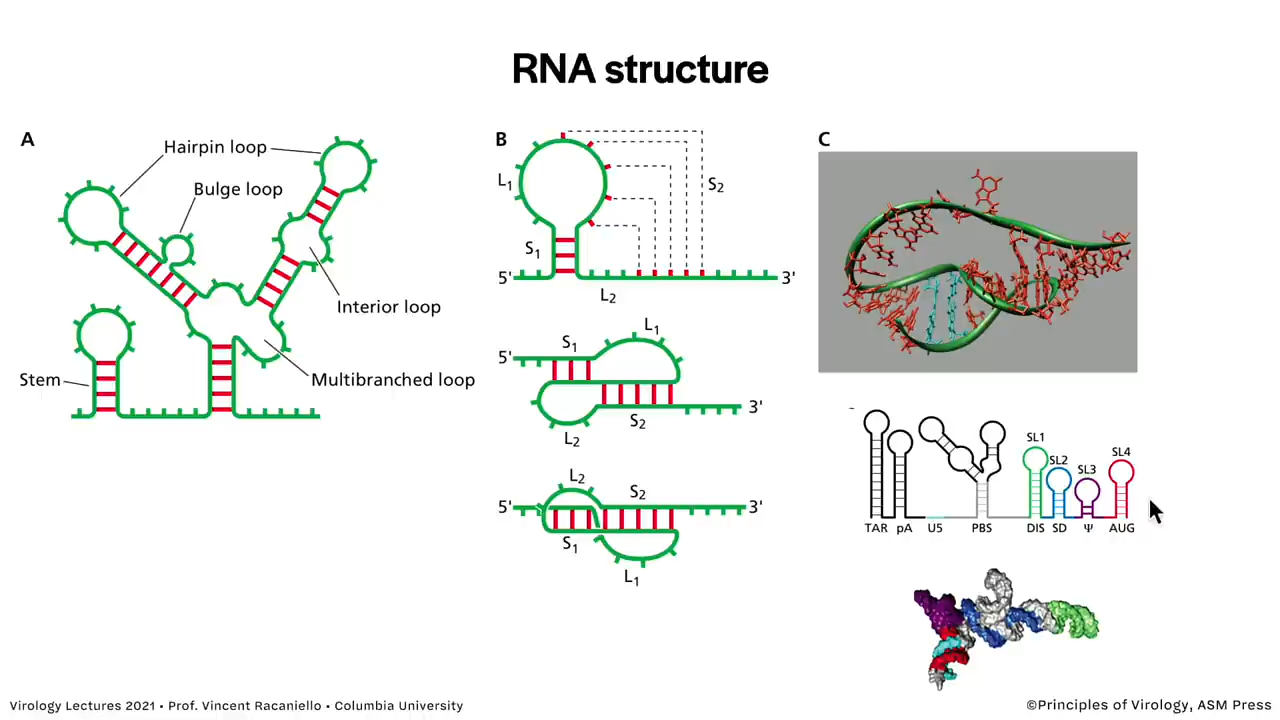 RNA structure
A
Hairpin loop
Bulge loop
Interior loop
Multibranched loop
Stem
B
L1
S1
S2
5'
3'
L2
S1
L1
5'
3'
L2
S2
L2
S2
5'
3'
S1
L1
C
SL1
SL2
SL3
SL4
TAR pA U5 PBS DIS SD Ψ AUG
Virology Lectures 2021 • Prof. Vincent Racaniello • Columbia University
©Principles of Virology, ASM Press